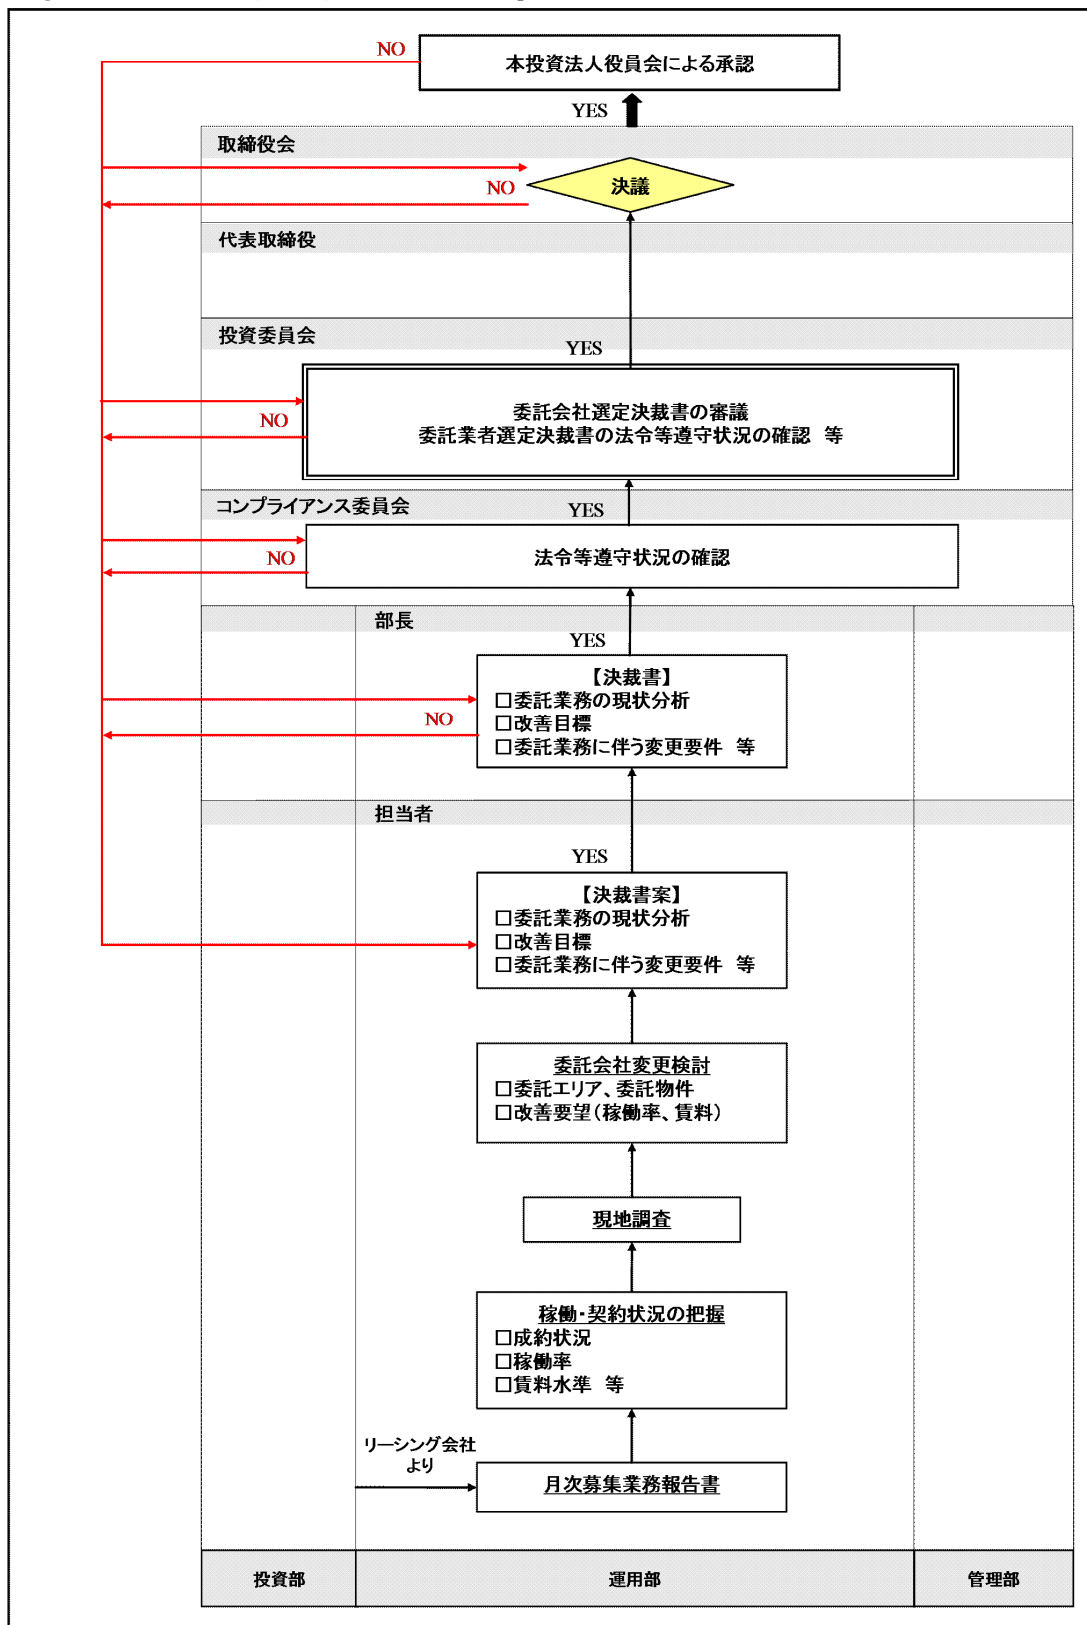 NO
本投資法人役員会による承認
YES
取締役会
NO
決議
代表取締役
投資委員会
YES
委託会社選定決裁書の審議
NO
委託業者選定決裁書の法令等遵守状況の確認 等
コンプライアンス委員会
YES
NO
法令等遵守状況の確認
部長
YES
【決裁書】
□委託業務の現状分析
NO
□改善目標
□委託業務に伴う変更要件 等
担当者
YES
【決裁書案】
□委託業務の現状分析
□改善目標
□委託業務に伴う変更要件 等
委託会社変更検討
□委託エリア、委託物件
□改善要望(稼働率、賃料)
現地調査
稼働・契約状況の把握
□成約状況
□稼働率
□賃料水準 等
リーシング会社
より
月次募集業務報告書
投資部
運用部
管理部